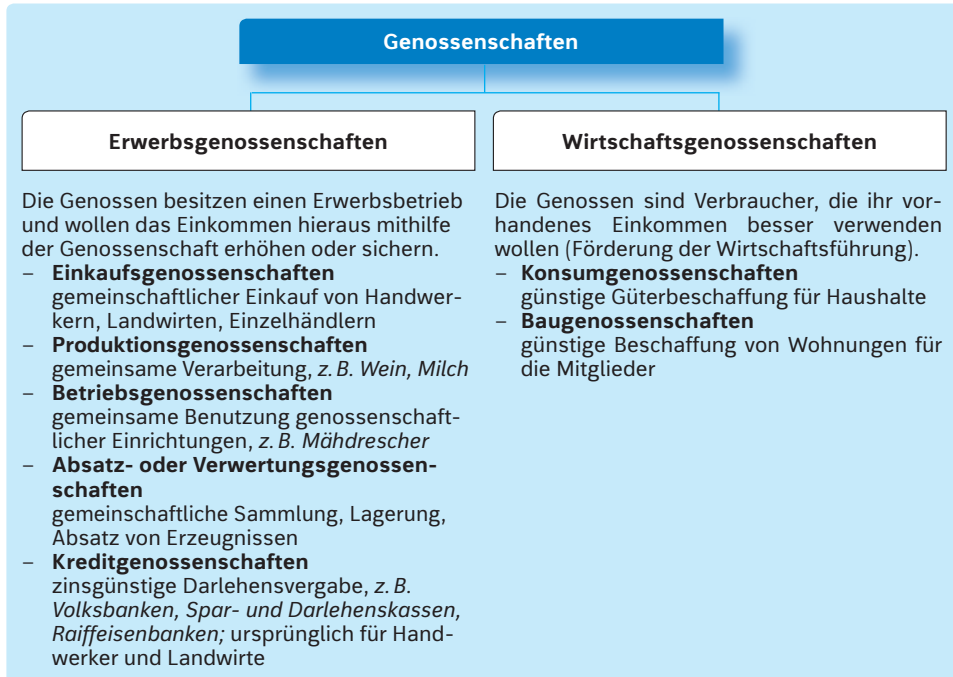 Genossenschaften
Erwerbsgenossenschaften
Die Genossen besitzen einen Erwerbsbetrieb
und wollen das Einkommen hieraus mithilfe
der Genossenschaft erhöhen oder sichern.
– Einkaufsgenossenschaften
gemeinschaftlicher Einkauf von Handwer-
kern, Landwirten, Einzelhändlern
– Produktionsgenossenschaften
gemeinsame Verarbeitung, z. B. Wein, Milch
– Betriebsgenossenschaften
gemeinsame Benutzung genossenschaft-
licher Einrichtungen, z. B. Mähdrescher
– Absatz- oder Verwertungsgenossen-
schaften
gemeinschaftliche Sammlung, Lagerung,
Absatz von Erzeugnissen
– Kreditgenossenschaften
zinsgünstige Darlehensvergabe, z. B.
Volksbanken, Spar- und Darlehenskassen,
Raiffeisenbanken; ursprünglich für Hand-
werker und Landwirte
Wirtschaftsgenossenschaften
Die Genossen sind Verbraucher, die ihr vor-
handenes Einkommen besser verwenden
wollen (Förderung der Wirtschaftsführung).
– Konsumgenossenschaften
günstige Güterbeschaffung für Haushalte
– Baugenossenschaften
günstige Beschaffung von Wohnungen für
die Mitglieder